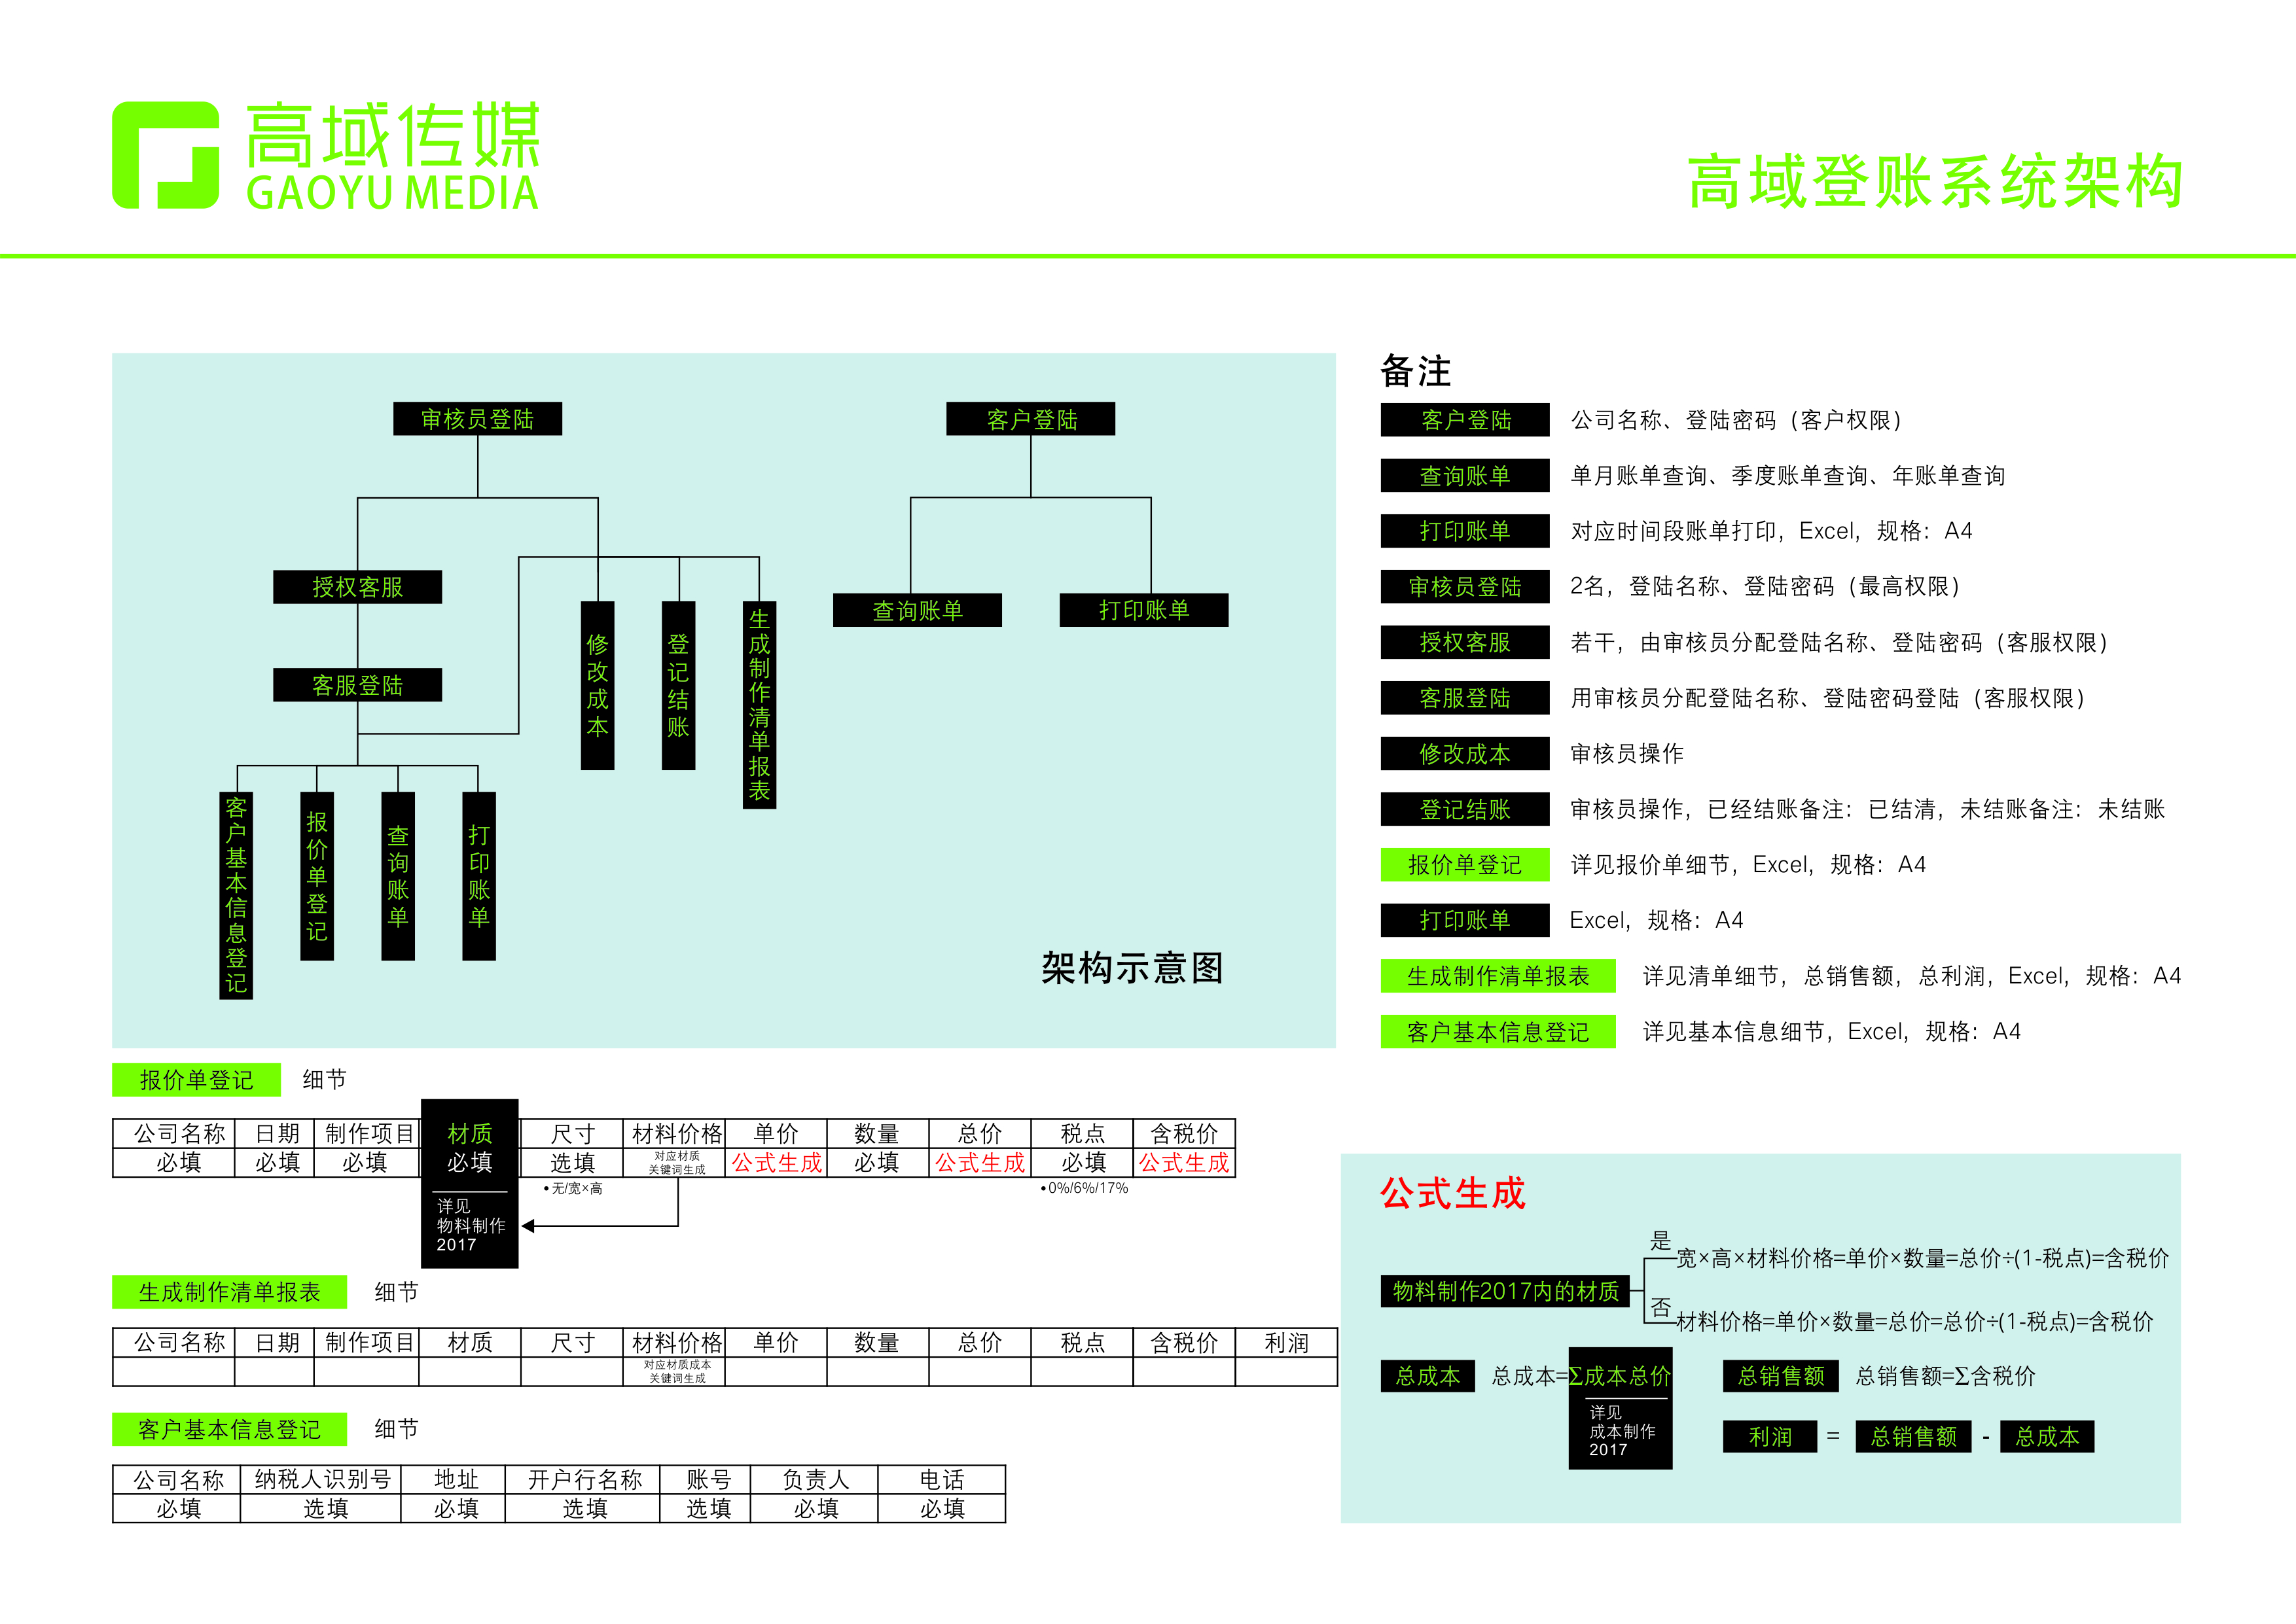 高域传媒
GAOYU MEDIA
高域登账系统架构
审核员登陆
客户登陆
授权客服
客服登陆
修改成本
登记结账
生成制作清单报表
查询账单
打印账单
客户基本信息登记
报价单登记
查询账单
打印账单
架构示意图
备注
客户登陆 公司名称、登陆密码（客户权限）
查询账单 单月账单查询、季度账单查询、年账单查询
打印账单 对应时间段账单打印，Excel，规格：A4
审核员登陆 2名，登陆名称、登陆密码（最高权限）
授权客服 若干，由审核员分配登陆名称、登陆密码（客服权限）
客服登陆 用审核员分配登陆名称、登陆密码登陆（客服权限）
修改成本 审核员操作
登记结账 审核员操作，已经结账备注：已结清，未结账备注：未结账
报价单登记 详见报价单细节，Excel，规格：A4
打印账单 Excel，规格：A4
生成制作清单报表 详见清单细节，总销售额，总利润，Excel，规格：A4
客户基本信息登记 详见基本信息细节，Excel，规格：A4
报价单登记 细节
公司名称 日期 制作项目 材质 尺寸 材料价格 单价 数量 总价 税点 含税价
必填 必填 必填 必填 选填 对应材质 公式生成 必填 公式生成 必填 公式生成
关键词生成
•无/宽×高 •0%/6%/17%
详见
物料制作
2017
生成制作清单报表 细节
公司名称 日期 制作项目 材质 尺寸 材料价格 单价 数量 总价 税点 含税价 利润
对应材质成本
关键词生成
客户基本信息登记 细节
公司名称 纳税人识别号 地址 开户行名称 账号 负责人 电话
必填 选填 必填 选填 选填 必填 必填
公式生成
物料制作2017内的材质
是
宽×高×材料价格=单价×数量=总价÷(1-税点)=含税价
否
材料价格=单价×数量=总价=总价÷(1-税点)=含税价
总成本 总成本=Σ成本总价
详见
成本制作
2017
总销售额 总销售额=Σ含税价
利润 = 总销售额 - 总成本